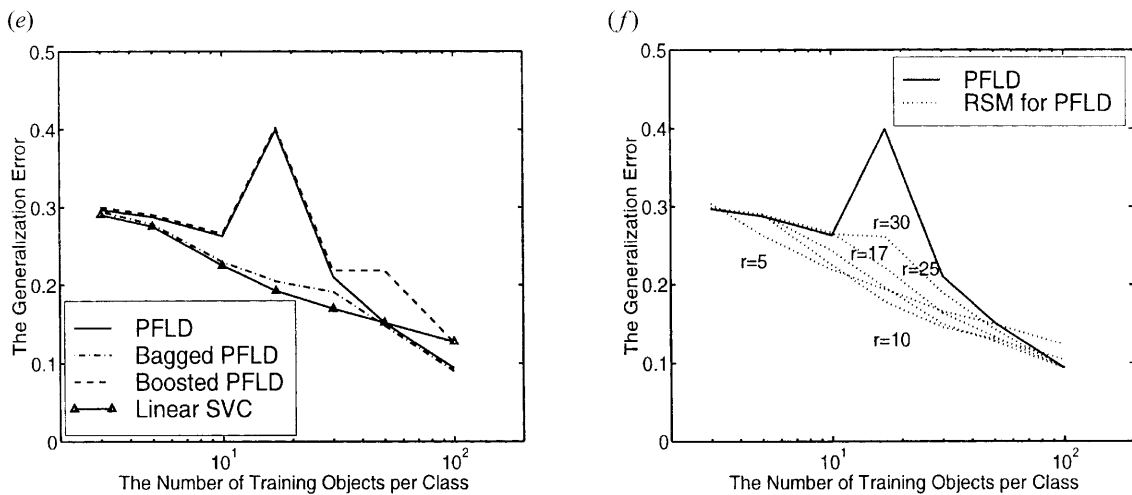 (e)
The Generalization Error
0.5
0.4
0.3
0.2
0.1
0
PFLD
Bagged PFLD
Boosted PFLD
Linear SVC
10^1
10^2
The Number of Training Objects per Class
(f)
The Generalization Error
0.5
0.4
0.3
0.2
0.1
0
PFLD
RSM for PFLD
r=30
r=17
r=25
r=5
r=10
10^1
10^2
The Number of Training Objects per Class